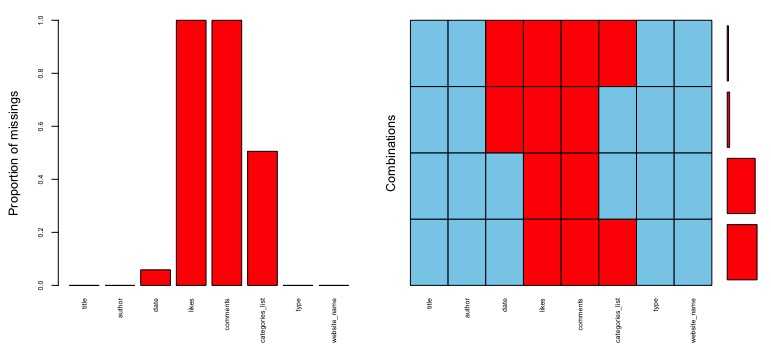 Proportion of missings
1.0
0.8
0.6
0.4
0.2
0.0
title
author
date
likes
comments
categories_list
type
website_name
Combinations
title
author
date
likes
comments
categories_list
type
website_name